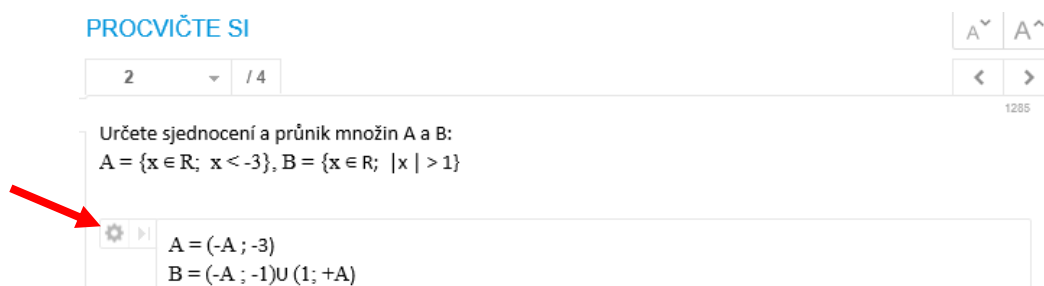 PROCVIČTE SI
A˅ A^
2 / 4
< >
1285
Určete sjednocení a průnik množin A a B:
A = {x ∈ R; x < -3}, B = {x ∈ R; |x | > 1}
A = (-A ; -3)
B = (-A ; -1)∪ (1; +A)